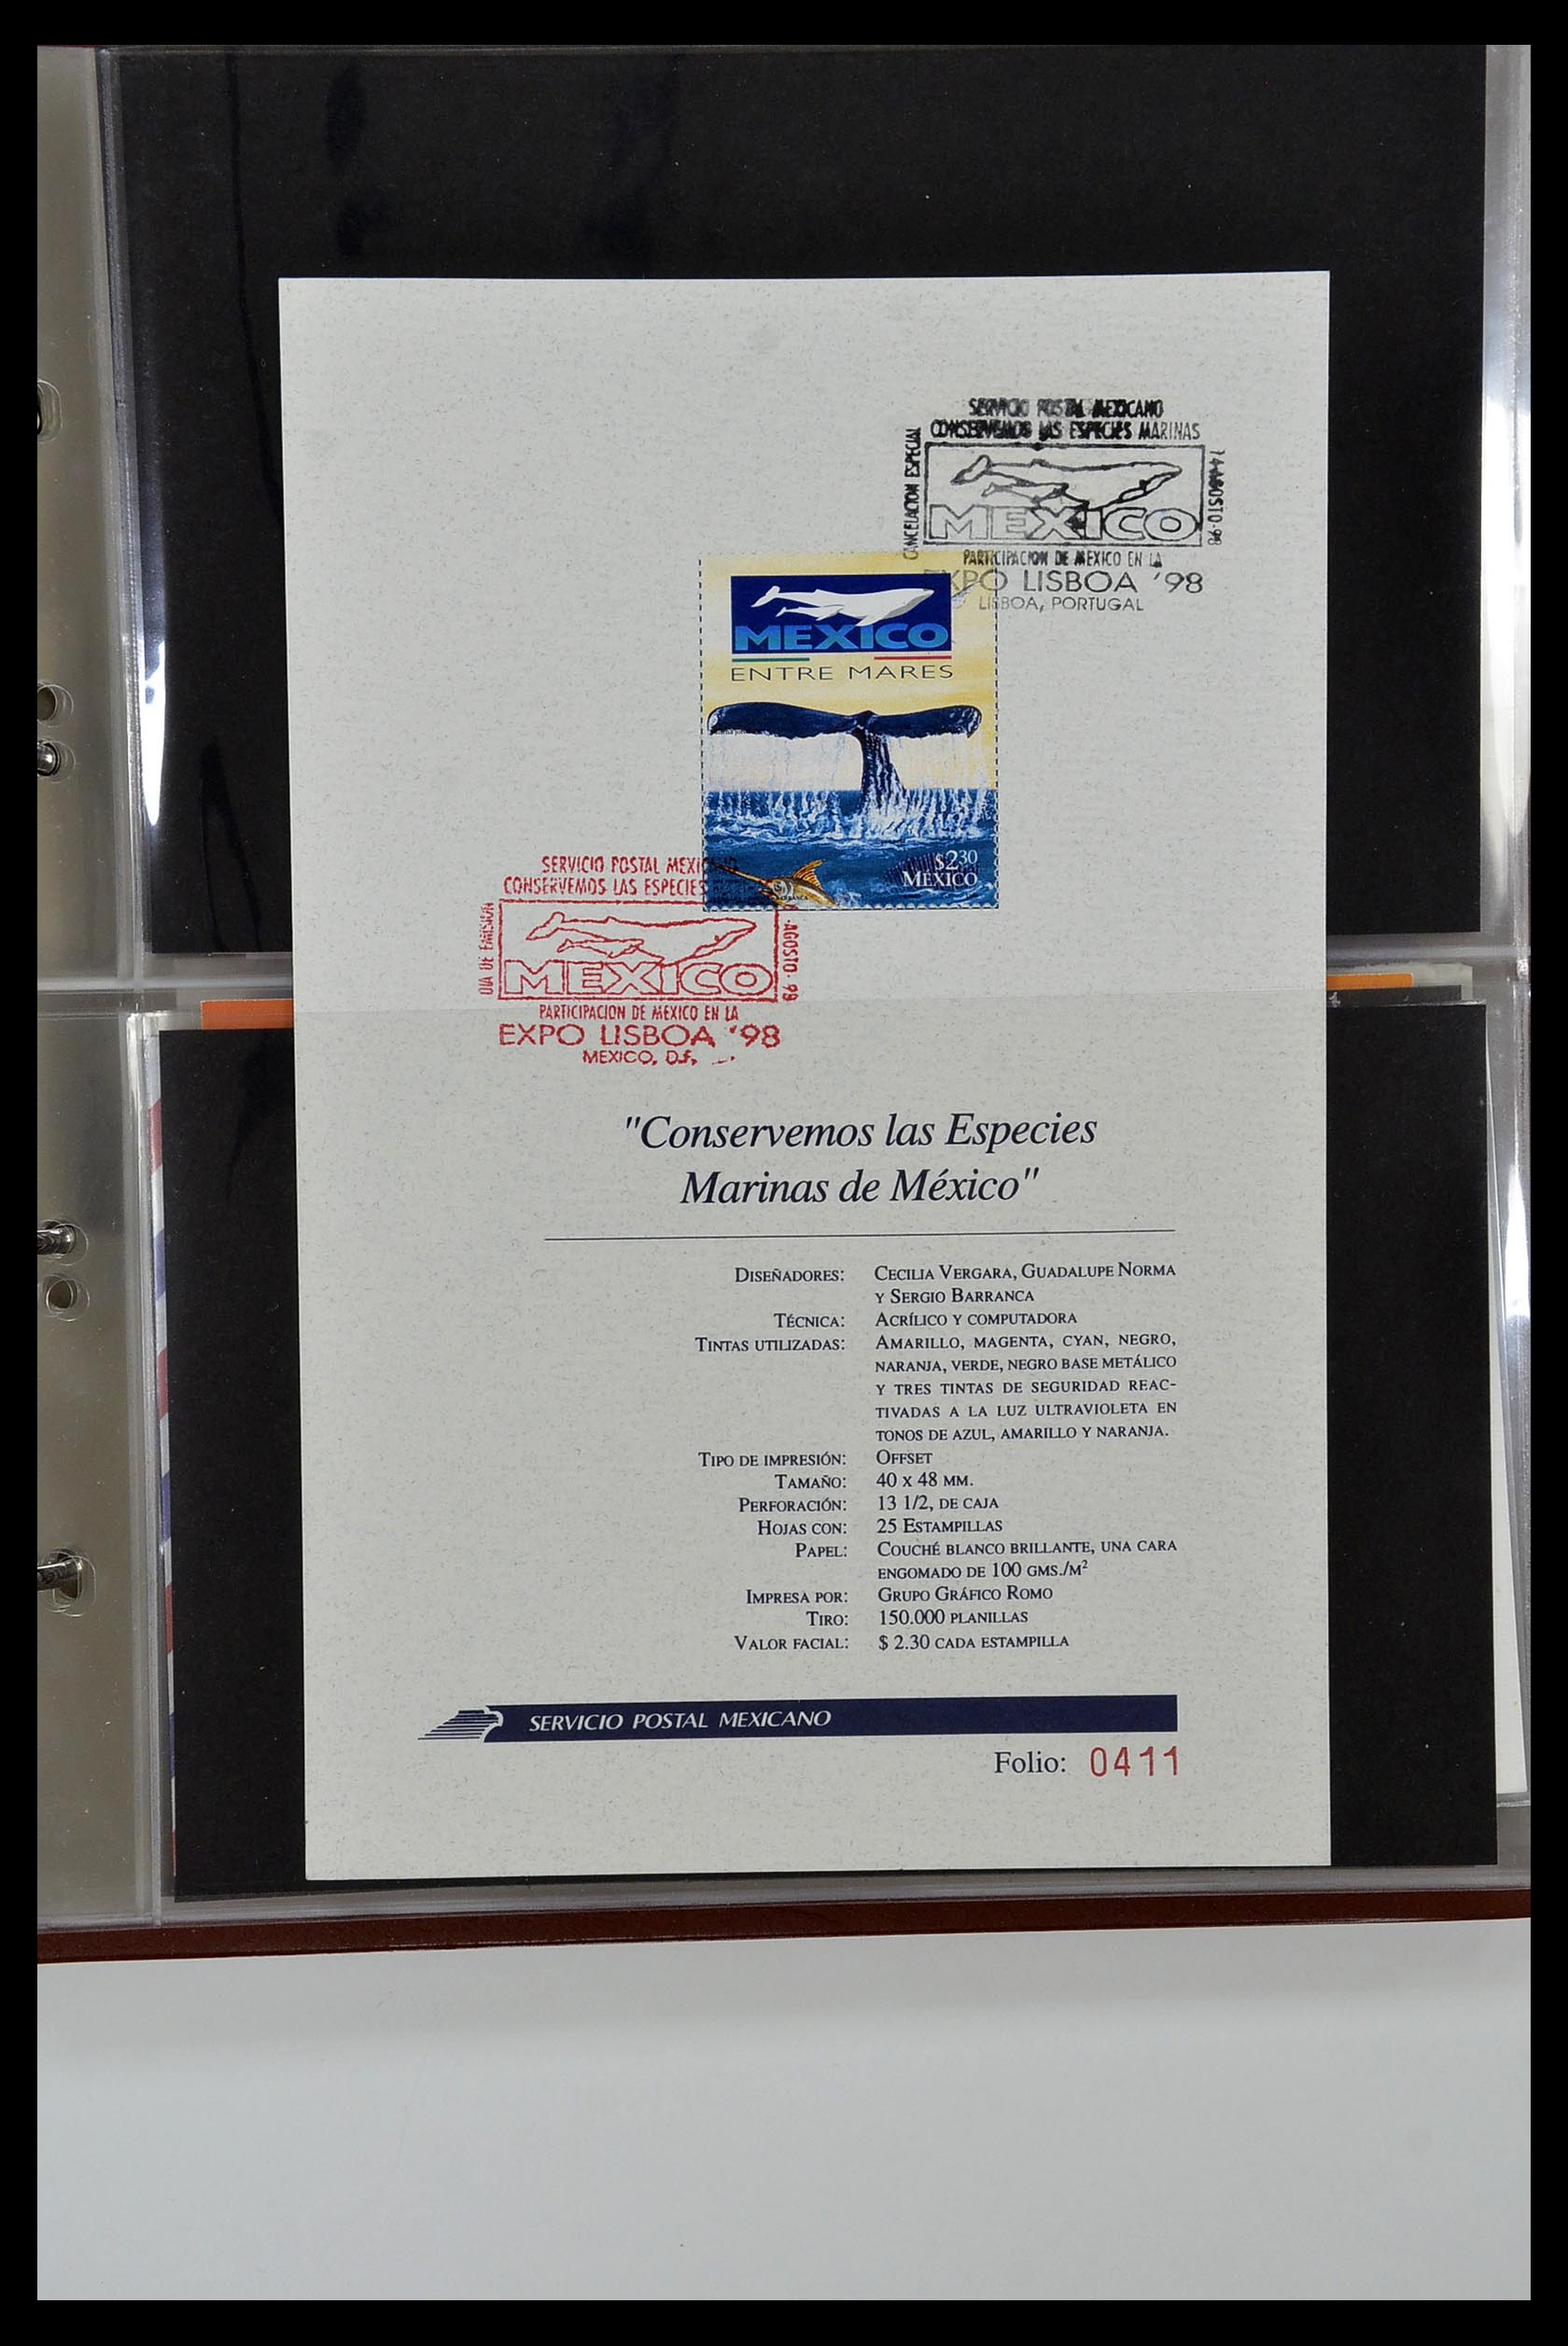 SERVICIO POSTAL MEXICANO
CONSERVEMOS LAS ESPECIES MARINAS
CANCELACION ESPECIAL
MEXICO
14 AGOSTO·98
PARTICIPACION DE MEXICO EN LA
EXPO LISBOA '98
LISBOA, PORTUGAL
MEXICO
ENTRE MARES
$2.30
MEXICO
SERVICIO POSTAL MEXICANO
CONSERVEMOS LAS ESPECIES
DIA DE EMISION
MEXICO
AGOSTO·98
PARTICIPACION DE MEXICO EN LA
EXPO LISBOA '98
MEXICO, D.F.
"Conservemos las Especies
Marinas de México"
DISEÑADORES: CECILIA VERGARA, GUADALUPE NORMA
Y SERGIO BARRANCA
TÉCNICA: ACRÍLICO Y COMPUTADORA
TINTAS UTILIZADAS: AMARILLO, MAGENTA, CYAN, NEGRO,
NARANJA, VERDE, NEGRO BASE METÁLICO
Y TRES TINTAS DE SEGURIDAD REAC-
TIVADAS A LA LUZ ULTRAVIOLETA EN
TONOS DE AZUL, AMARILLO Y NARANJA.
TIPO DE IMPRESIÓN: OFFSET
TAMAÑO: 40 X 48 MM.
PERFORACIÓN: 13 1/2, DE CAJA
HOJAS CON: 25 ESTAMPILLAS
PAPEL: COUCHÉ BLANCO BRILLANTE, UNA CARA
ENGOMADO DE 100 GMS./M²
IMPRESA POR: GRUPO GRÁFICO ROMO
TIRO: 150.000 PLANILLAS
VALOR FACIAL: $ 2.30 CADA ESTAMPILLA
SERVICIO POSTAL MEXICANO
Folio: 0411